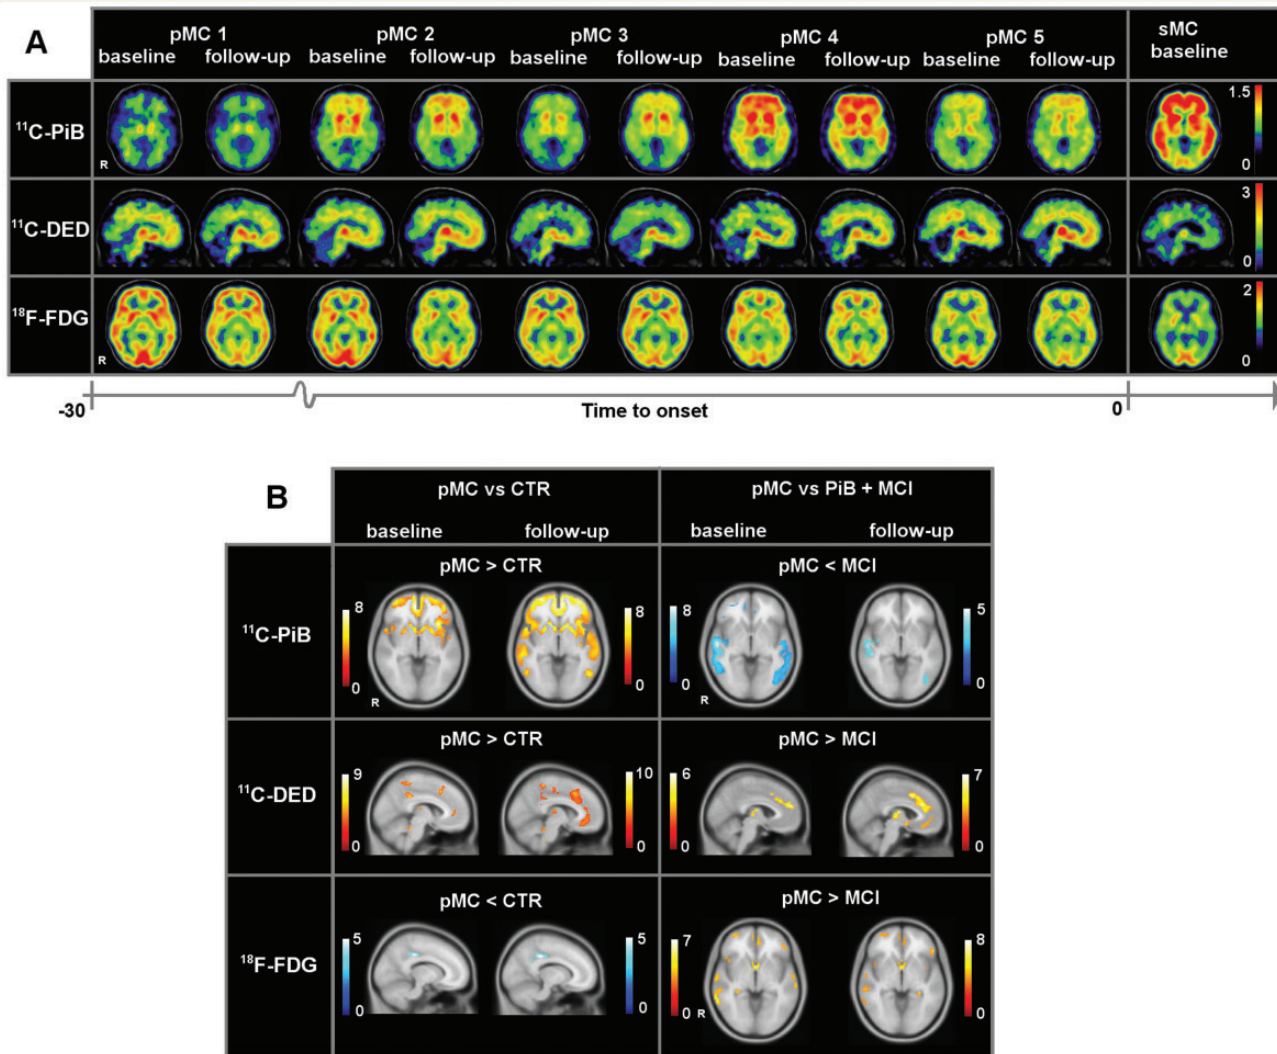 A
pMC 1
pMC 2
pMC 3
pMC 4
pMC 5
sMC
baseline follow-up baseline follow-up baseline follow-up baseline follow-up baseline follow-up baseline
¹¹C-PiB
R
1.5
0
¹¹C-DED
3
0
¹⁸F-FDG
R
2
0
-30
Time to onset
0
B
pMC vs CTR
pMC vs PiB + MCI
baseline follow-up baseline follow-up
¹¹C-PiB
pMC > CTR
pMC < MCI
8
0
R
8
0
8
0
R
5
0
¹¹C-DED
pMC > CTR
pMC > MCI
9
0
10
0
6
0
7
0
¹⁸F-FDG
pMC < CTR
pMC > MCI
5
0
5
0
7
0
R
8
0